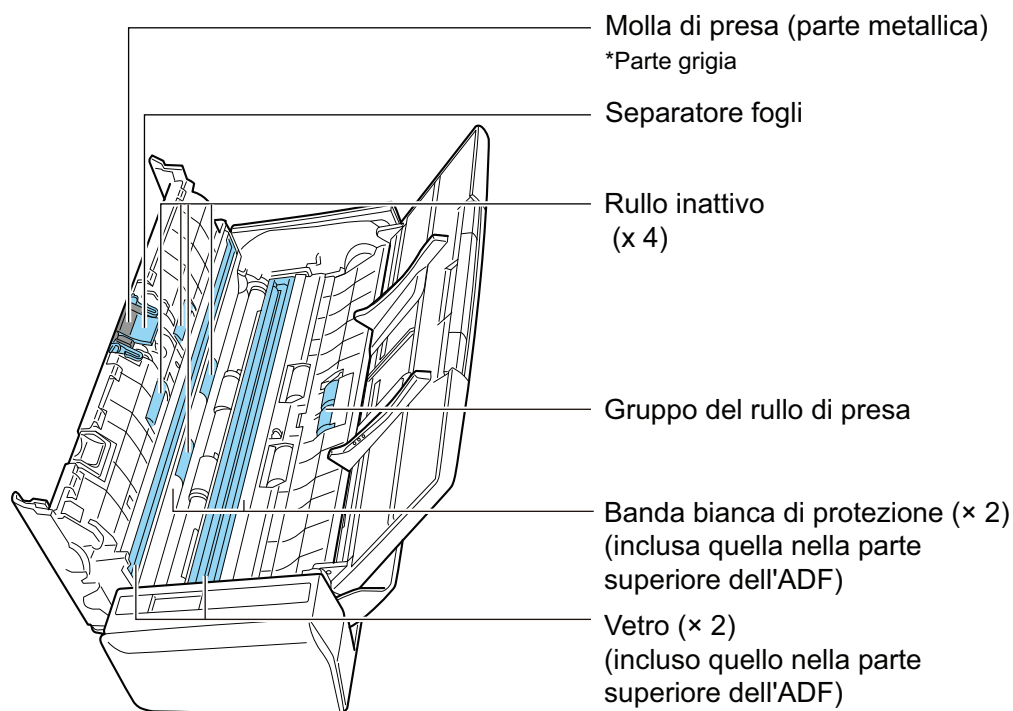 Molla di presa (parte metallica)
*Parte grigia
Separatore fogli
Rullo inattivo
(x 4)
Gruppo del rullo di presa
Banda bianca di protezione (× 2)
(inclusa quella nella parte
superiore dell'ADF)
Vetro (× 2)
(incluso quello nella parte
superiore dell'ADF)